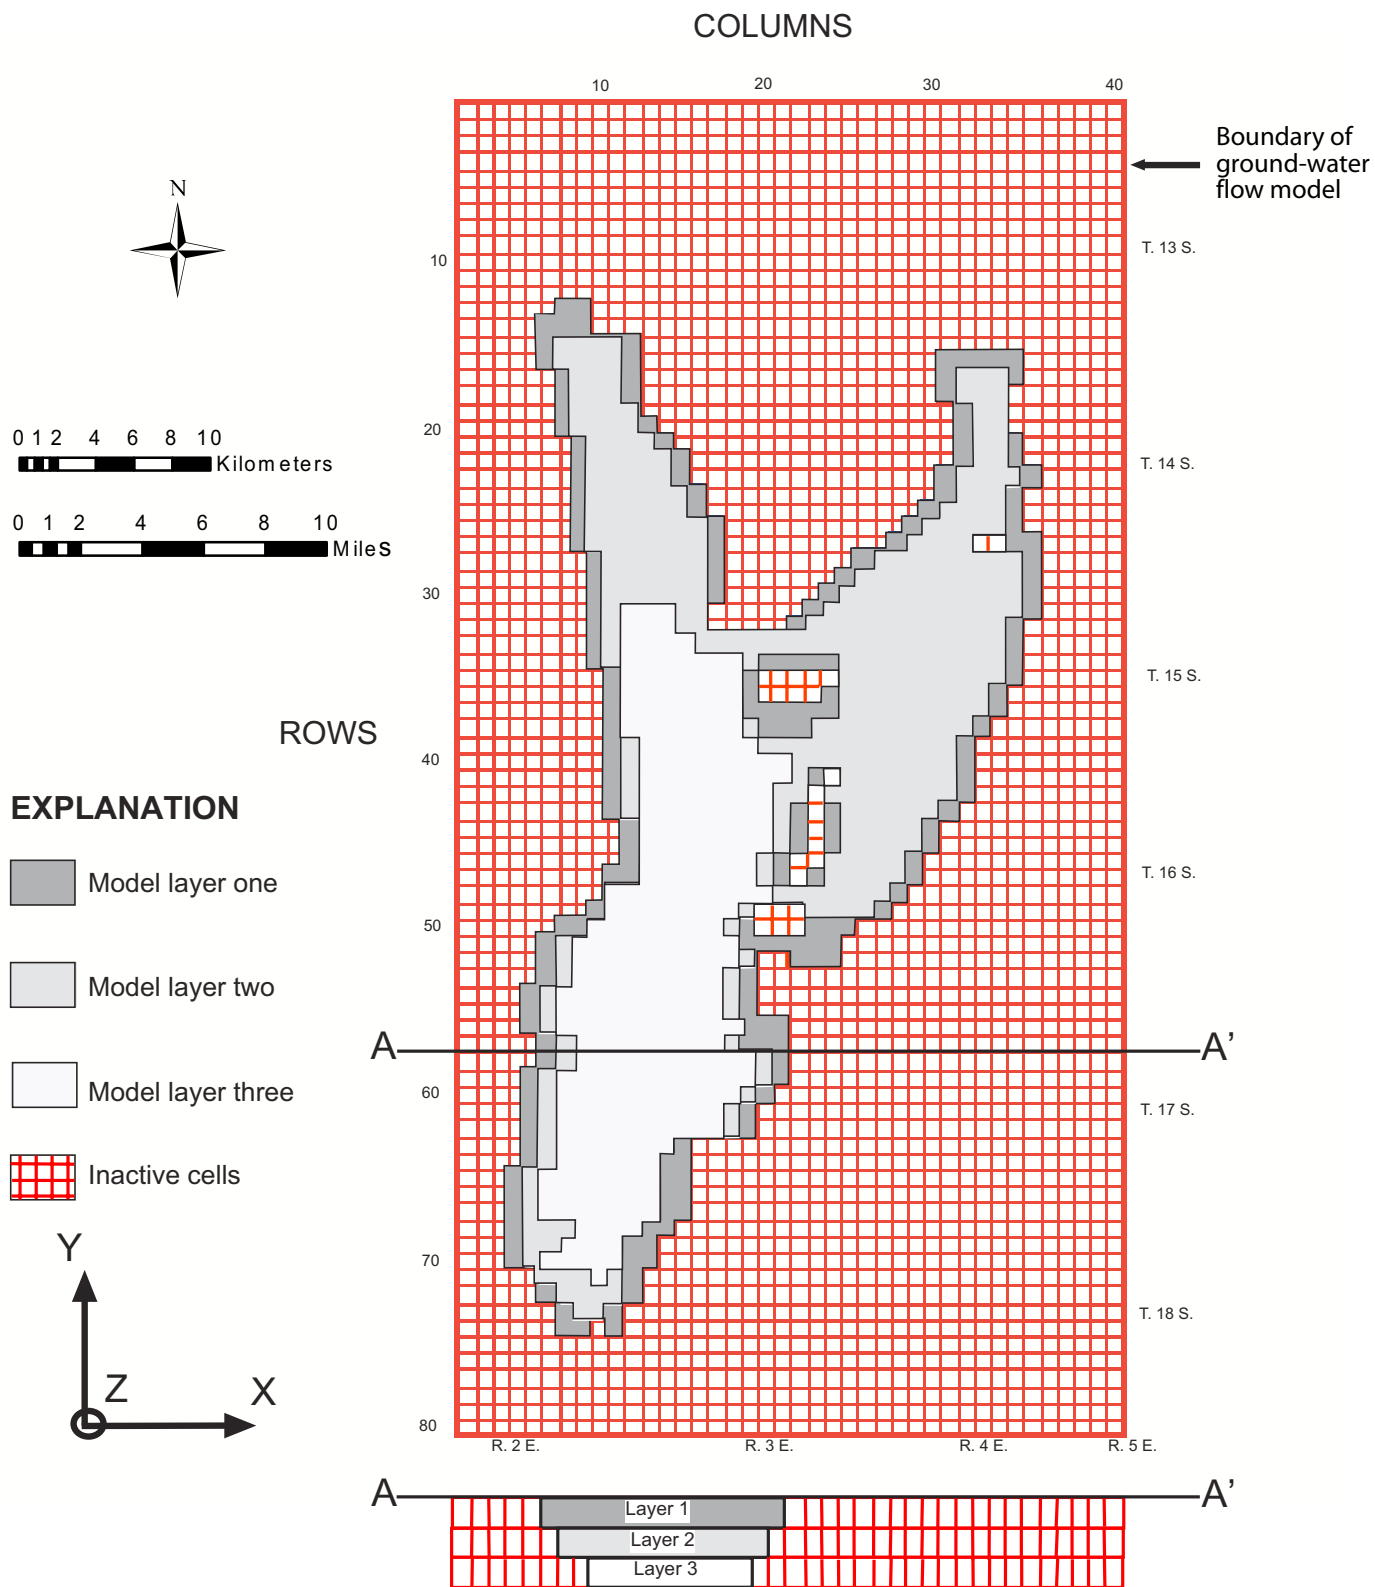 COLUMNS
10 20 30 40
Boundary of
ground-water
flow model
N
T. 13 S.
10
0 1 2 4 6 8 10
Kilometers
20
T. 14 S.
0 1 2 4 6 8 10
Miles
30
T. 15 S.
ROWS
40
EXPLANATION
Model layer one
T. 16 S.
50
Model layer two
A A’
Model layer three
60
T. 17 S.
Inactive cells
Y
70
T. 18 S.
Z X
80
R. 2 E. R. 3 E. R. 4 E. R. 5 E.
A A’
Layer 1
Layer 2
Layer 3